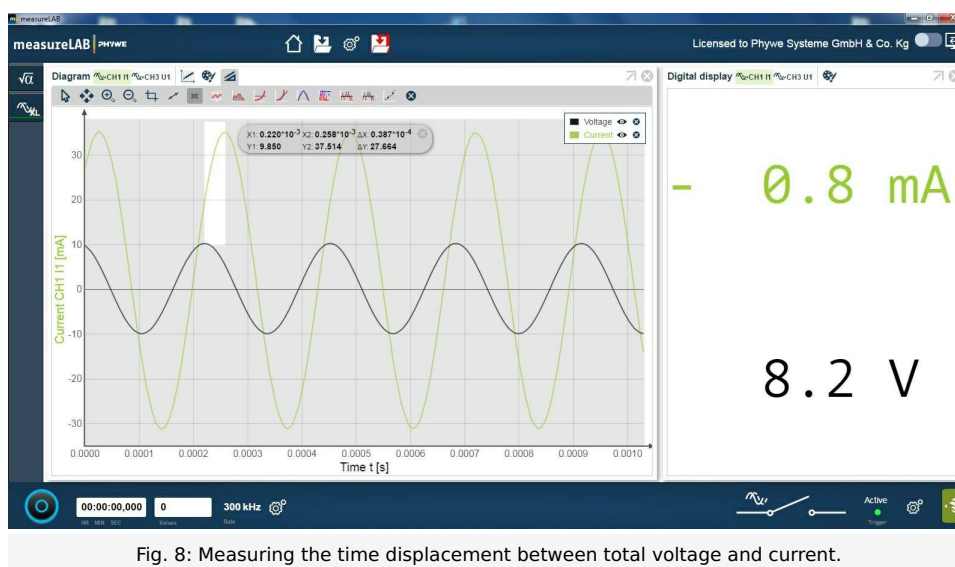 measureLAB
measureLAB PHYWE
Licensed to Phywe Systeme GmbH & Co. Kg
√α
Diagram CH1 I1 CH3 U1
Digital display CH1 I1 CH3 U1
X1: 0.220*10-3 X2: 0.258*10-3 ΔX: 0.387*10-4
Y1: 9.850 Y2: 37.514 ΔY: 27.664
Voltage
Current
30
20
10
0
-10
-20
-30
Current CH1 I1 [mA]
0.0000 0.0001 0.0002 0.0003 0.0004 0.0005 0.0006 0.0007 0.0008 0.0009 0.0010
Time t [s]
- 0.8 mA
8.2 V
00:00:00,000 0 300 kHz
HR MIN SEC Values Rate
Active
Trigger
Fig. 8: Measuring the time displacement between total voltage and current.